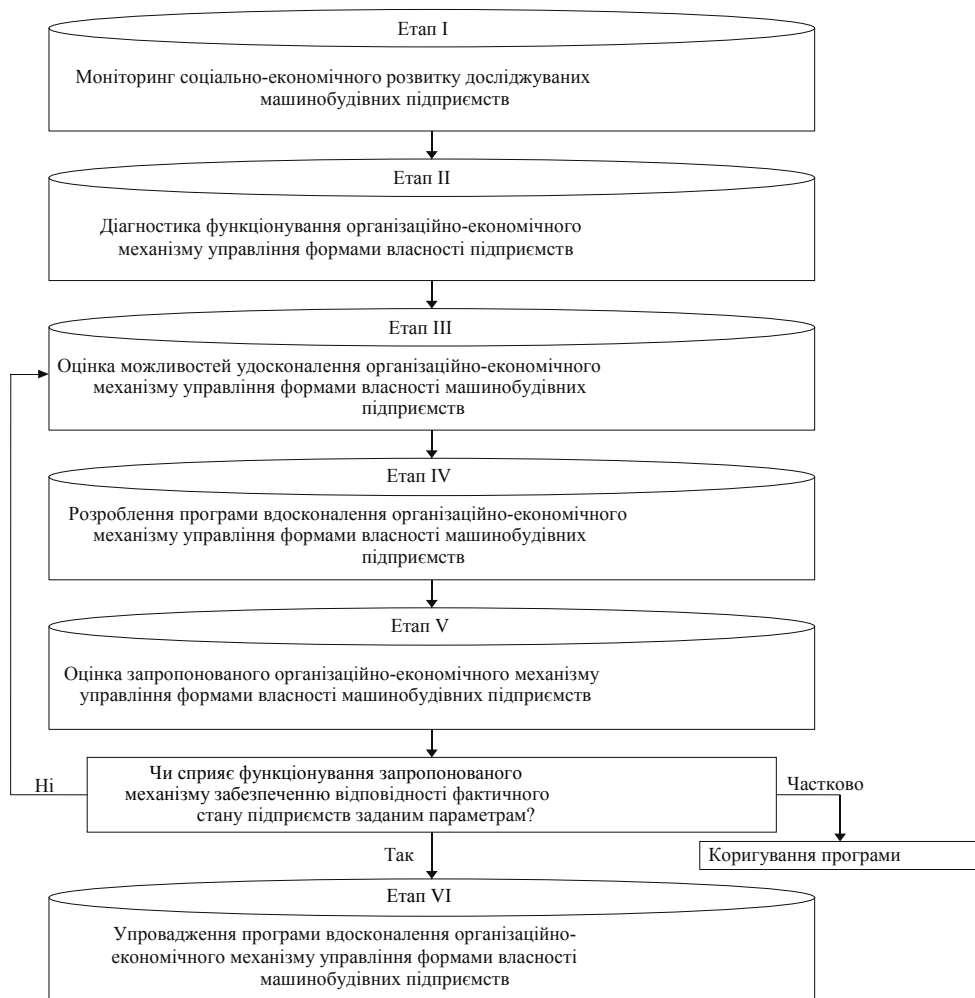 Етап I
Моніторинг соціально-економічного розвитку досліджуваних
машинобудівних підприємств
Етап II
Діагностика функціонування організаційно-економічного
механізму управління формами власності підприємств
Етап III
Оцінка можливостей удосконалення організаційно-економічного
механізму управління формами власності машинобудівних
підприємств
Етап IV
Розроблення програми вдосконалення організаційно-економічного
механізму управління формами власності машинобудівних
підприємств
Етап V
Оцінка запропонованого організаційно-економічного механізму
управління формами власності машинобудівних підприємств
Ні
Чи сприяє функціонування запропонованого
механізму забезпеченню відповідності фактичного
стану підприємств заданим параметрам?
Частково
Так
Коригування програми
Етап VI
Упровадження програми вдосконалення організаційно-
економічного механізму управління формами власності
машинобудівних підприємств